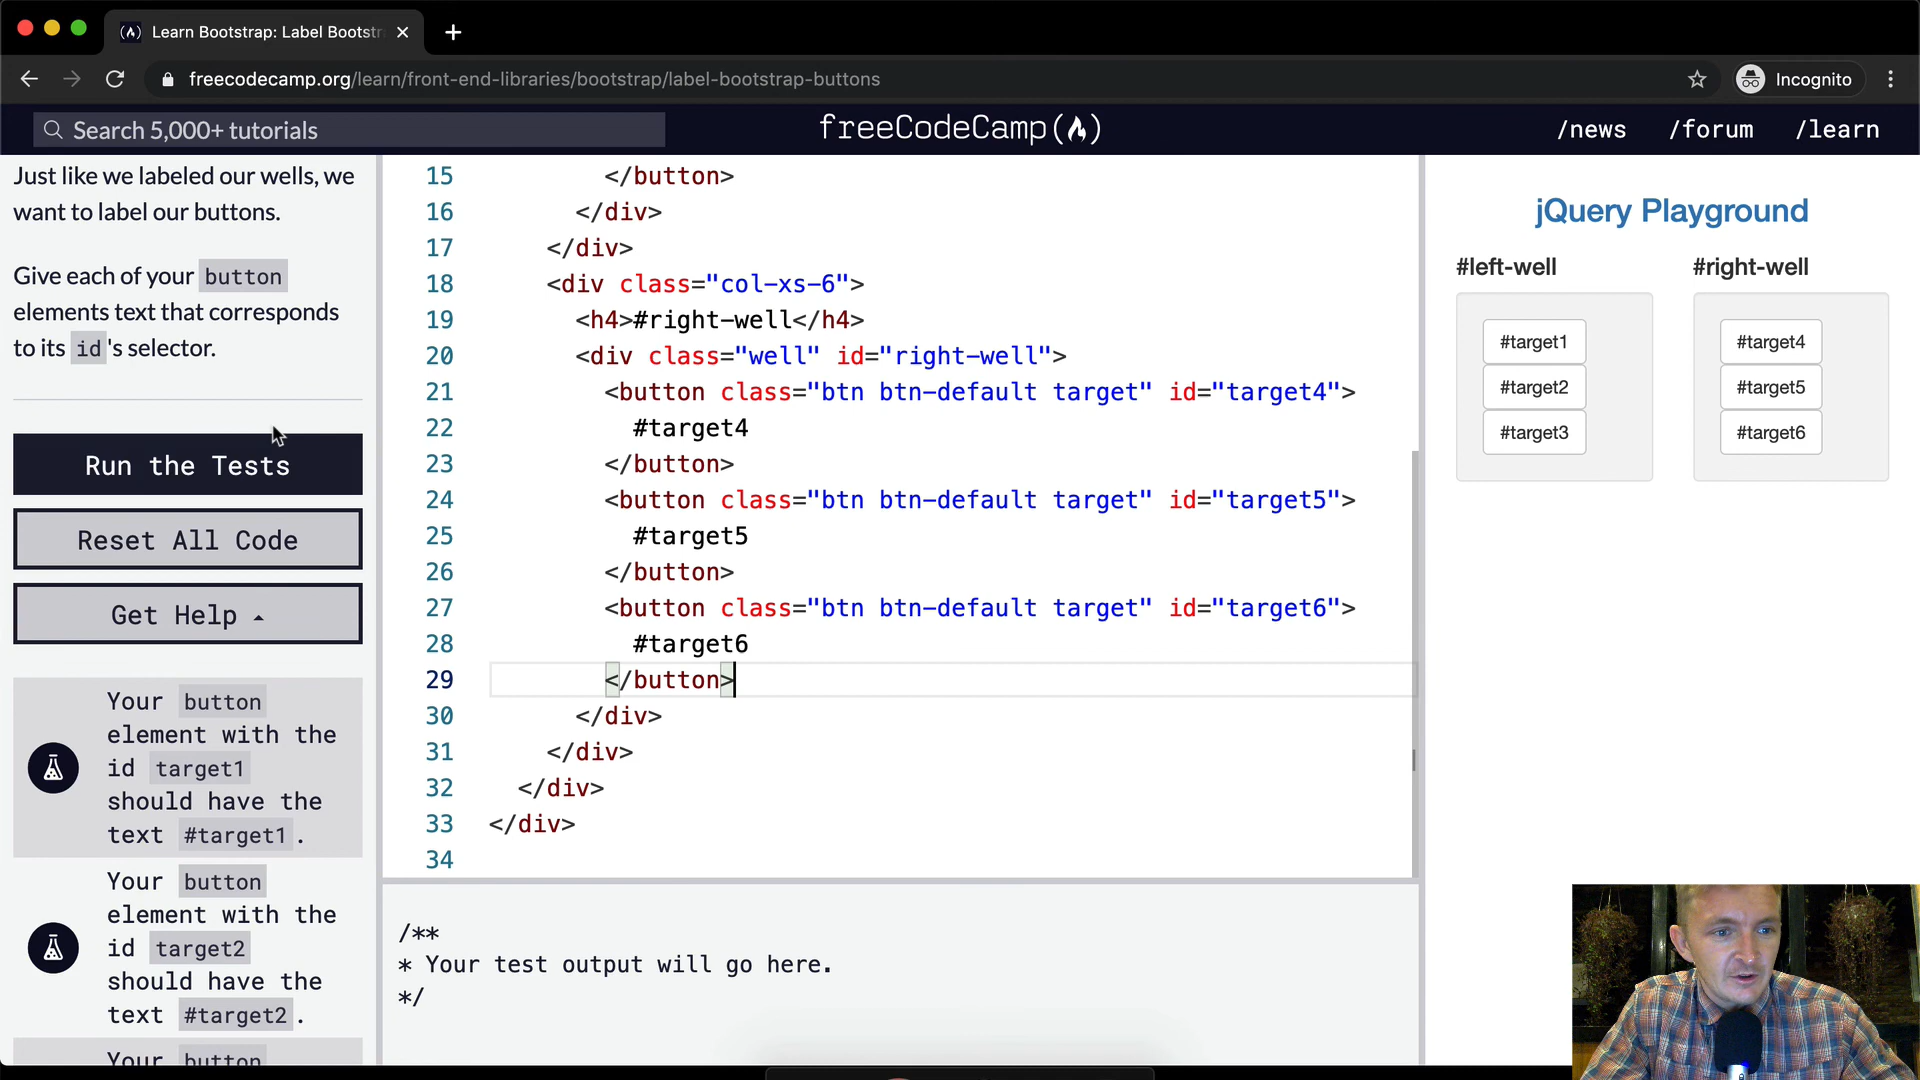 Learn Bootstrap: Label Bootst
freecodecamp.org/learn/front-end-libraries/bootstrap/label-bootstrap-buttons
Incognito
Search 5,000+ tutorials
freeCodeCamp
/news
/forum
/learn
Just like we labeled our wells, we
want to label our buttons.
Give each of your button
elements text that corresponds
to its id 's selector.
Run the Tests
Reset All Code
Get Help
Your button
element with the
id target1
should have the
text #target1 .
Your button
element with the
id target2
should have the
text #target2 .
Your button
15 </button>
16 </div>
17 </div>
18 <div class="col-xs-6">
19 <h4>#right-well</h4>
20 <div class="well" id="right-well">
21 <button class="btn btn-default target" id="target4">
22 #target4
23 </button>
24 <button class="btn btn-default target" id="target5">
25 #target5
26 </button>
27 <button class="btn btn-default target" id="target6">
28 #target6
29 </button>
30 </div>
31 </div>
32 </div>
33 </div>
34
/**
* Your test output will go here.
*/
jQuery Playground
#left-well
#target1
#target2
#target3
#right-well
#target4
#target5
#target6